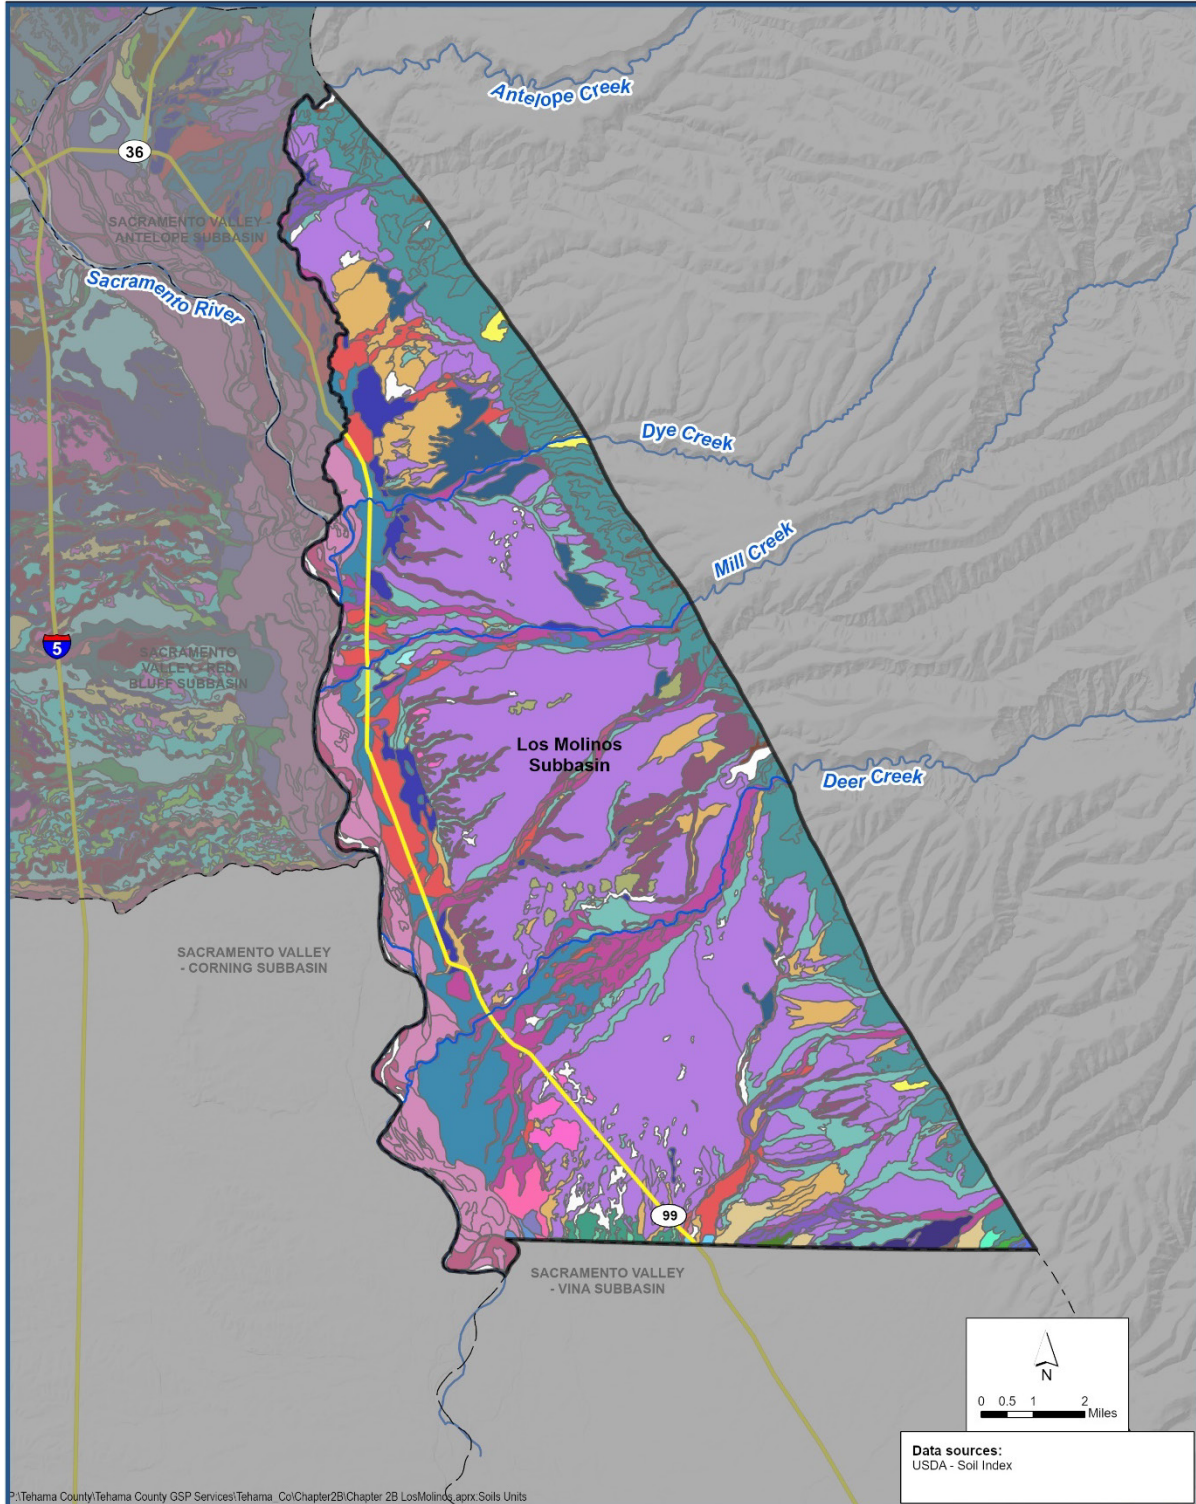 Antelope Creek
36
SACRAMENTO VALLEY -
ANTELOPE SUBBASIN
Sacramento River
Dye Creek
Mill Creek
5
SACRAMENTO
VALLEY - RED
BLUFF SUBBASIN
Los Molinos
Subbasin
Deer Creek
SACRAMENTO VALLEY
- CORNING SUBBASIN
99
SACRAMENTO VALLEY
- VINA SUBBASIN
N
0 0.5 1 2
Miles
Data sources:
USDA - Soil Index
P:\Tehama County\Tehama County GSP Services\Tehama_Co\Chapter2B\Chapter 2B LosMolinos.aprx:Soils Units